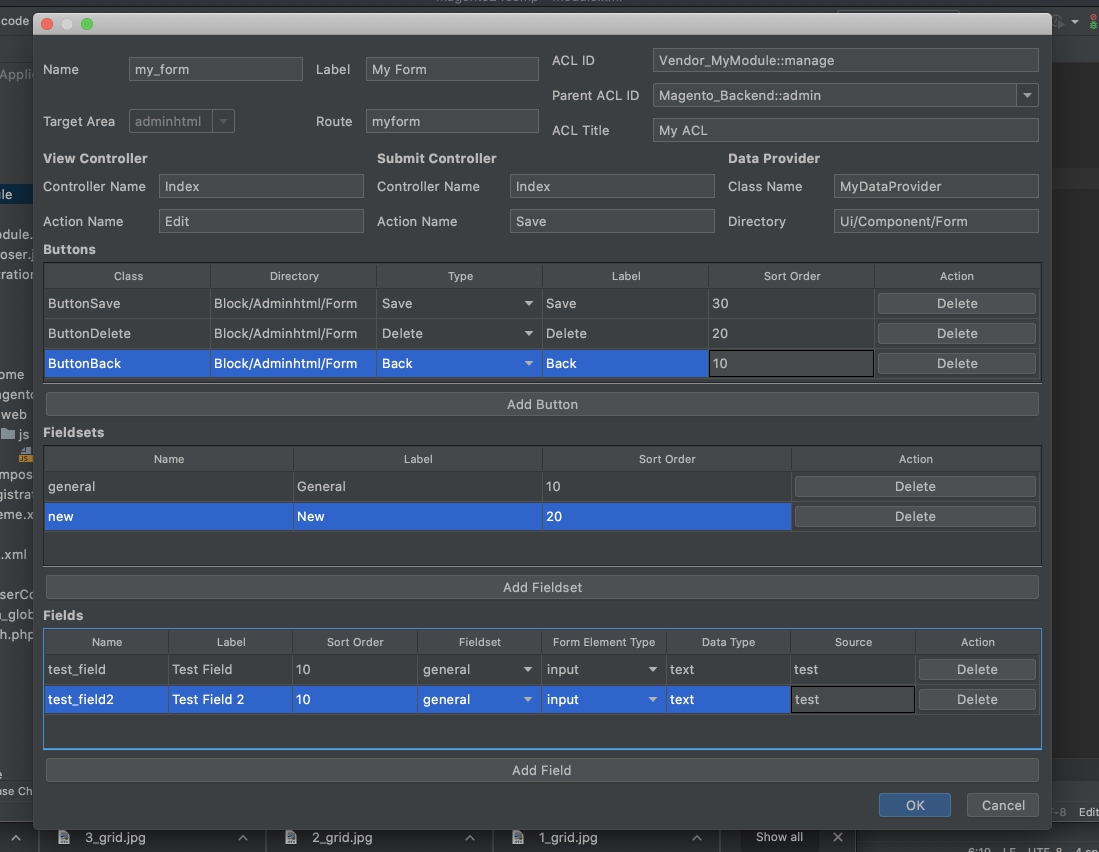 code
Name my_form Label My Form ACL ID Vendor_MyModule::manage
Parent ACL ID Magento_Backend::admin
Target Area adminhtml Route myform ACL Title My ACL
View Controller Submit Controller Data Provider
Controller Name Index Controller Name Index Class Name MyDataProvider
Action Name Edit Action Name Save Directory Ui/Component/Form
Buttons
Class Directory Type Label Sort Order Action
ButtonSave Block/Adminhtml/Form Save Save 30 Delete
ButtonDelete Block/Adminhtml/Form Delete Delete 20 Delete
ButtonBack Block/Adminhtml/Form Back Back 10 Delete
Add Button
Fieldsets
Name Label Sort Order Action
general General 10 Delete
new New 20 Delete
Add Fieldset
Fields
Name Label Sort Order Fieldset Form Element Type Data Type Source Action
test_field Test Field 10 general input text test Delete
test_field2 Test Field 2 10 general input text test Delete
Add Field
OK Cancel
web
js
.xml
3_grid.jpg 2_grid.jpg 1_grid.jpg Show all